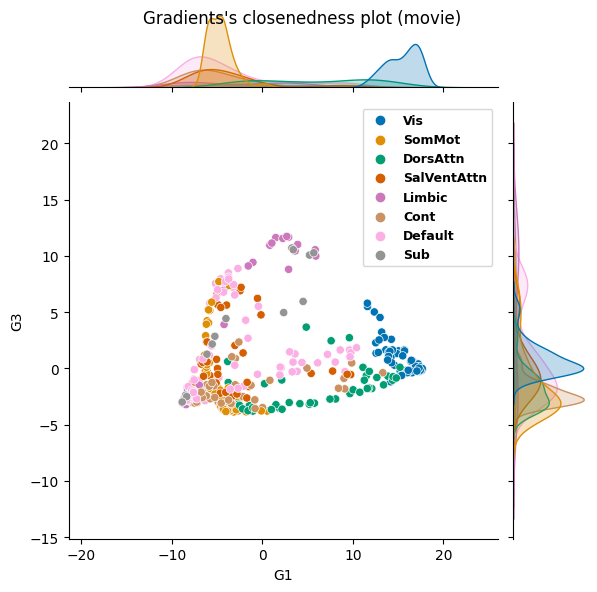 Gradients's closenedness plot (movie)
Vis
SomMot
DorsAttn
SalVentAttn
Limbic
Cont
Default
Sub
20
15
10
5
0
−5
−10
−15
G3
−20
−10
0
10
20
G1